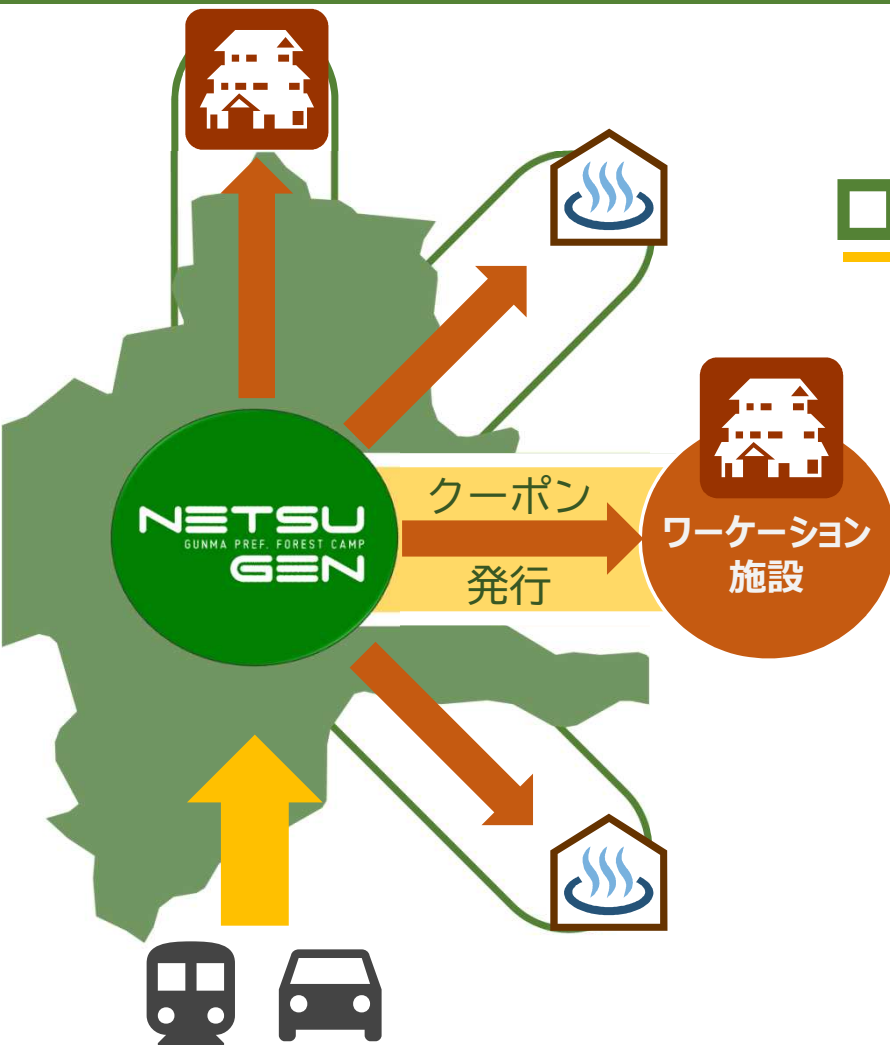 クーポン
発行
NETSU
GUNMA PREF. FOREST CAMP
GEN
ワーケーション
施設